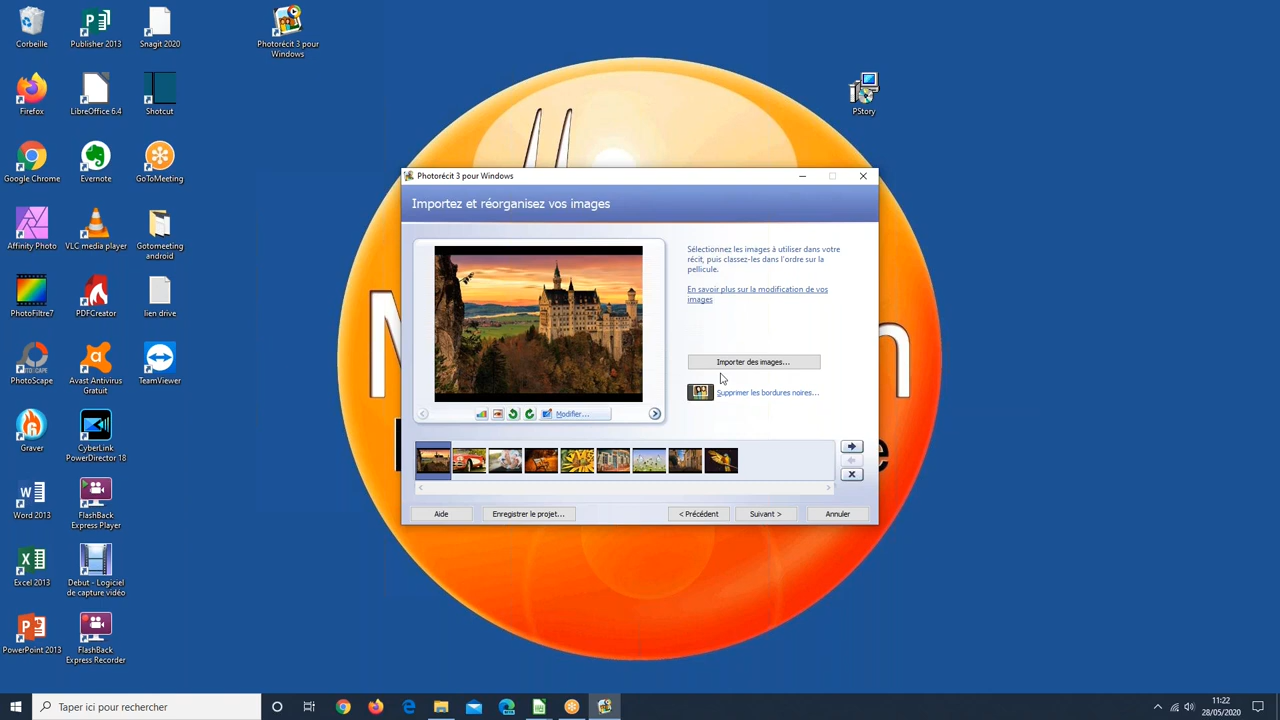 Corbeille
Publisher 2013
Snagit 2020
Photorécit 3 pour
Windows
Firefox
LibreOffice 6.4
Shotcut
PStory
Google Chrome
Evernote
GoToMeeting
Affinity Photo
VLC media player
Gotomeeting
android
PhotoFiltre7
PDFCreator
lien drive
PhotoScape
Avast Antivirus
Gratuit
TeamViewer
Graver
CyberLink
PowerDirector 18
Word 2013
FlashBack
Express Player
Excel 2013
Debut - Logiciel
de capture vidéo
PowerPoint 2013
FlashBack
Express Recorder
Photorécit 3 pour Windows
Importez et réorganisez vos images
Sélectionnez les images à utiliser dans votre
récit, puis classez-les dans l'ordre sur la
pellicule.
En savoir plus sur la modification de vos
images
Importer des images...
Supprimer les bordures noires...
Modifier...
Aide
Enregistrer le projet...
< Précédent
Suivant >
Annuler
Taper ici pour rechercher
11:22
28/05/2020